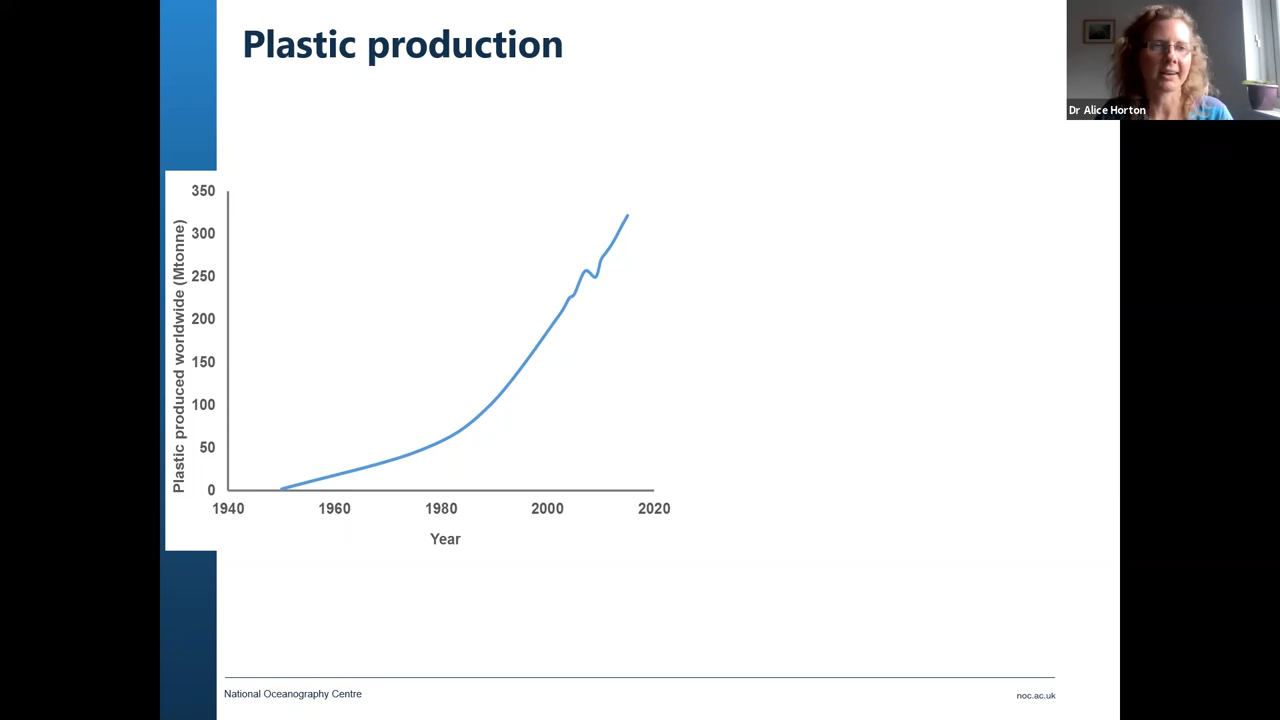 Plastic production
Dr Alice Horton
350
300
250
200
150
100
50
0
Plastic produced worldwide (Mtonne)
1940 1960 1980 2000 2020
Year
National Oceanography Centre
noc.ac.uk